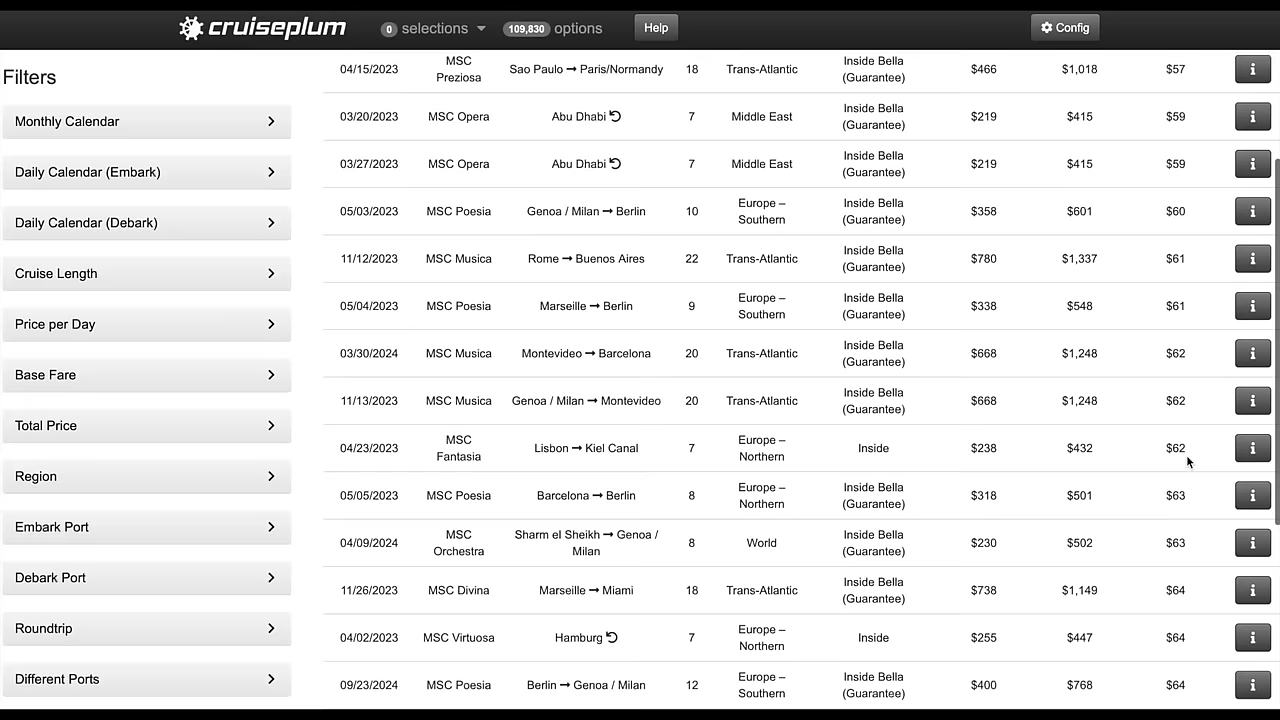 cruiseplum
0 selections
109,830 options
Help
Config
Filters
Monthly Calendar
Daily Calendar (Embark)
Daily Calendar (Debark)
Cruise Length
Price per Day
Base Fare
Total Price
Region
Embark Port
Debark Port
Roundtrip
Different Ports
04/15/2023 MSC Preziosa Sao Paulo ➞ Paris/Normandy 18 Trans-Atlantic Inside Bella (Guarantee) $466 $1,018 $57
03/20/2023 MSC Opera Abu Dhabi 7 Middle East Inside Bella (Guarantee) $219 $415 $59
03/27/2023 MSC Opera Abu Dhabi 7 Middle East Inside Bella (Guarantee) $219 $415 $59
05/03/2023 MSC Poesia Genoa / Milan ➞ Berlin 10 Europe – Southern Inside Bella (Guarantee) $358 $601 $60
11/12/2023 MSC Musica Rome ➞ Buenos Aires 22 Trans-Atlantic Inside Bella (Guarantee) $780 $1,337 $61
05/04/2023 MSC Poesia Marseille ➞ Berlin 9 Europe – Southern Inside Bella (Guarantee) $338 $548 $61
03/30/2024 MSC Musica Montevideo ➞ Barcelona 20 Trans-Atlantic Inside Bella (Guarantee) $668 $1,248 $62
11/13/2023 MSC Musica Genoa / Milan ➞ Montevideo 20 Trans-Atlantic Inside Bella (Guarantee) $668 $1,248 $62
04/23/2023 MSC Fantasia Lisbon ➞ Kiel Canal 7 Europe – Northern Inside $238 $432 $62
05/05/2023 MSC Poesia Barcelona ➞ Berlin 8 Europe – Northern Inside Bella (Guarantee) $318 $501 $63
04/09/2024 MSC Orchestra Sharm el Sheikh ➞ Genoa / Milan 8 World Inside Bella (Guarantee) $230 $502 $63
11/26/2023 MSC Divina Marseille ➞ Miami 18 Trans-Atlantic Inside Bella (Guarantee) $738 $1,149 $64
04/02/2023 MSC Virtuosa Hamburg 7 Europe – Northern Inside $255 $447 $64
09/23/2024 MSC Poesia Berlin ➞ Genoa / Milan 12 Europe – Southern Inside Bella (Guarantee) $400 $768 $64